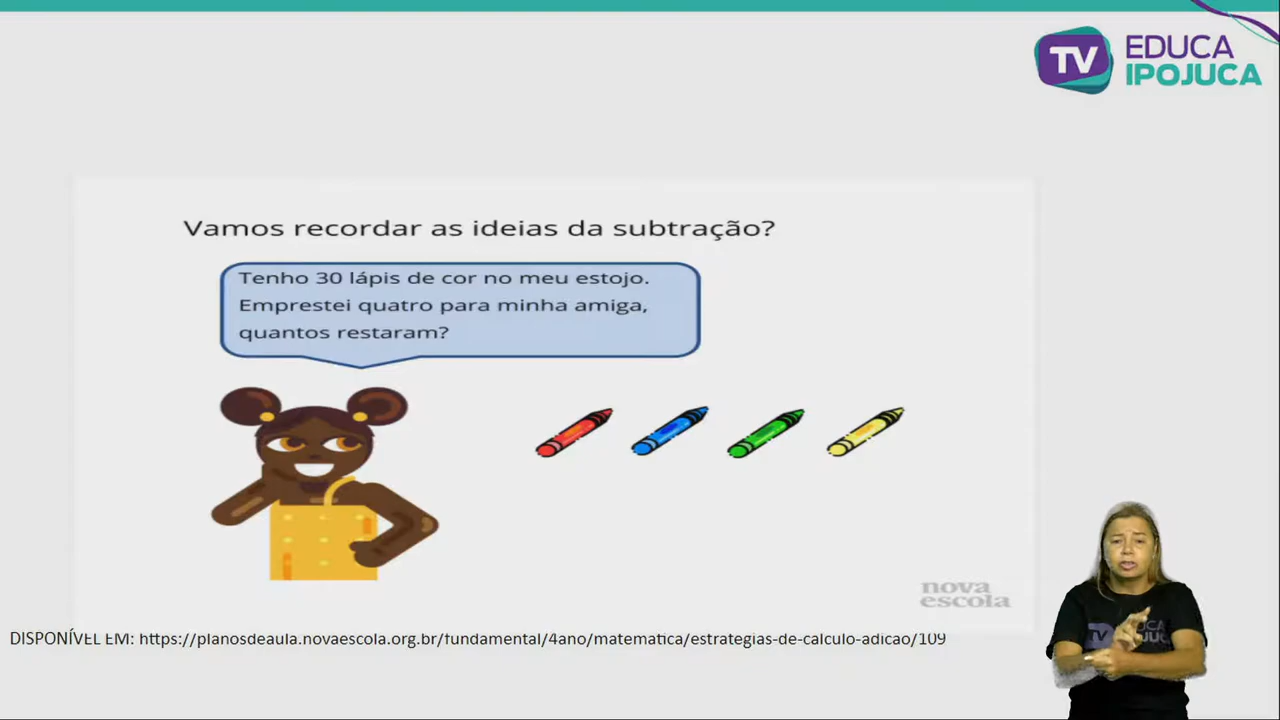 TV EDUCA
IPOJUCA
Vamos recordar as ideias da subtração?
Tenho 30 lápis de cor no meu estojo.
Emprestei quatro para minha amiga,
quantos restaram?
nova
escola
DISPONÍVEL EM: https://planosdeaula.novaescola.org.br/fundamental/4ano/matematica/estrategias-de-calculo-adicao/109